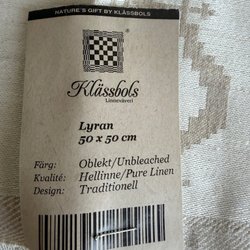 NATURE'S GIFT BY KLÄSSBOLS
Klässbols
Linneväveri
Lyran
50 x 50 cm
Färg: Oblekt/Unbleached
Kvalité: Hellinne/Pure Linen
Design: Traditionell